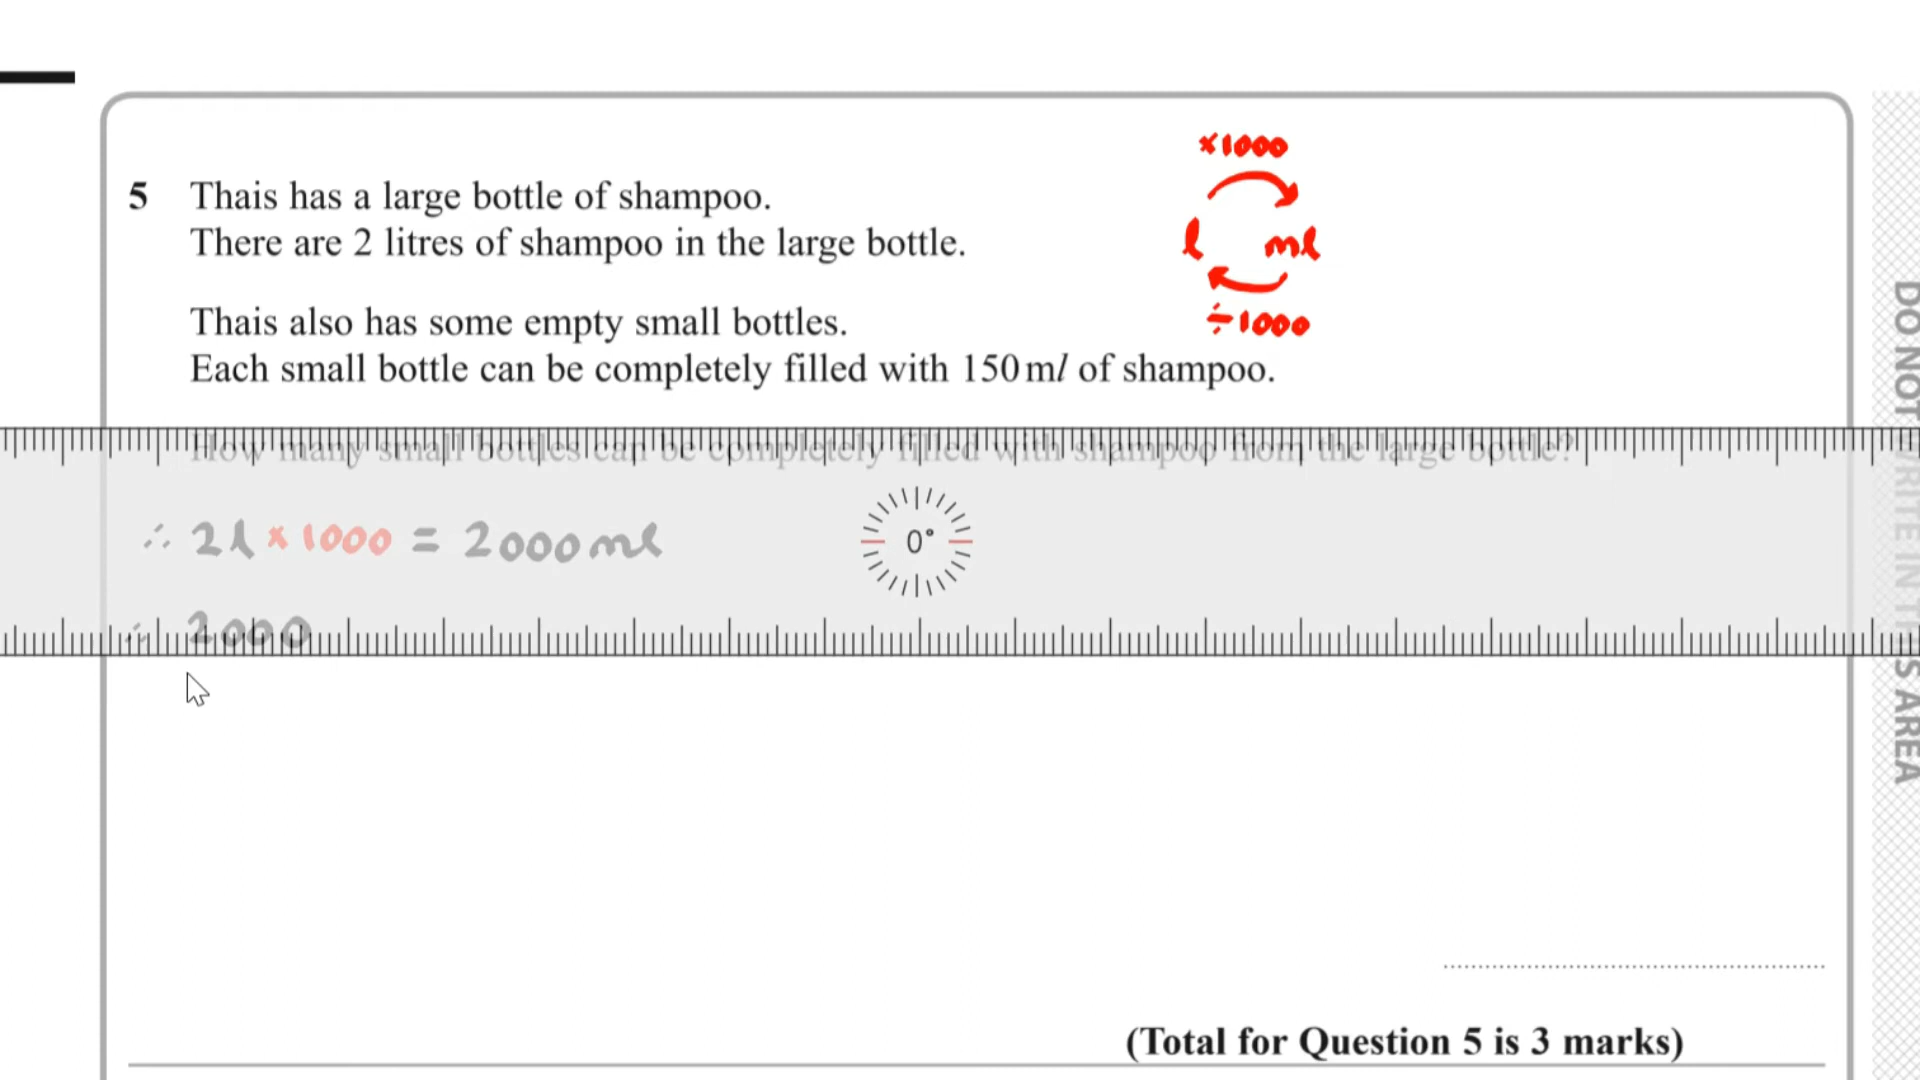 ×1000
5 Thais has a large bottle of shampoo.
There are 2 litres of shampoo in the large bottle.
l ml
÷1000
Thais also has some empty small bottles.
Each small bottle can be completely filled with 150 ml of shampoo.
How many small bottles can be completely filled with shampoo from the large bottle?
∴ 2l × 1000 = 2000 ml
0°
∴ 2000
DO NOT WRITE IN THIS AREA
(Total for Question 5 is 3 marks)